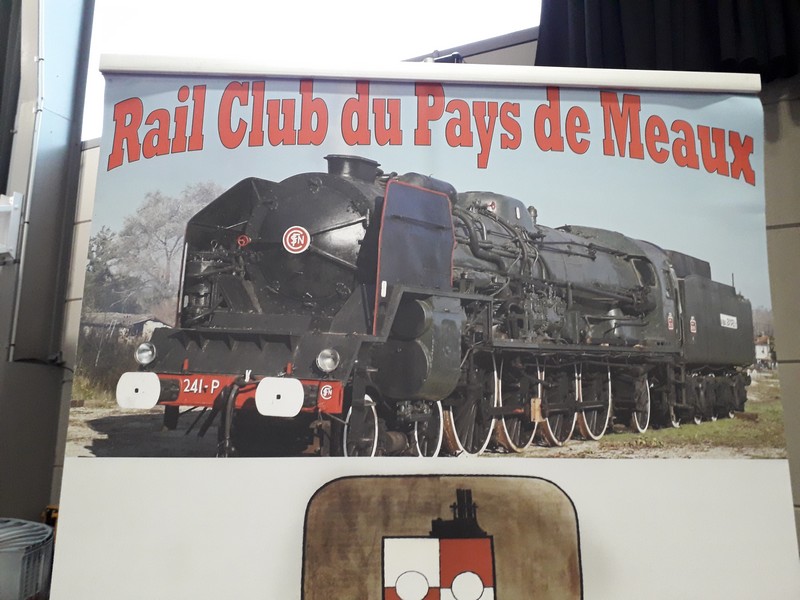 Rail Club du Pays de Meaux
241-P